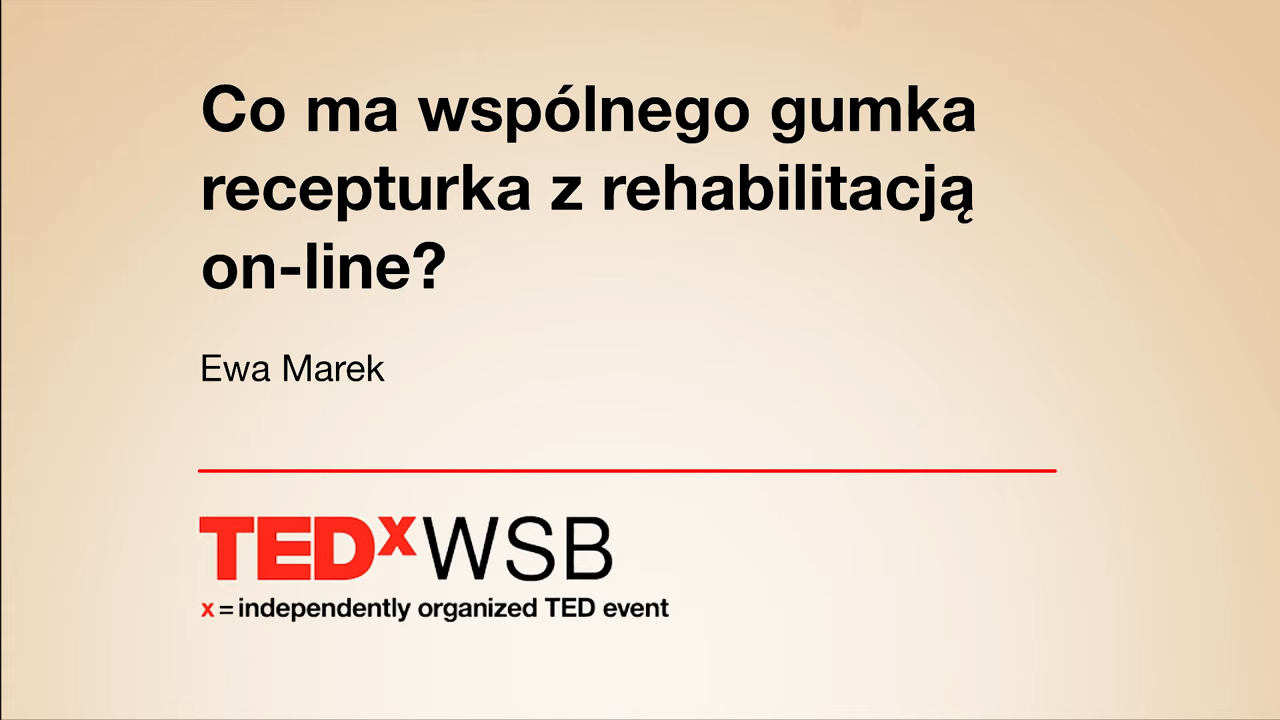 Co ma wspólnego gumka
recepturka z rehabilitacją
on-line?
Ewa Marek
TEDxWSB
x = independently organized TED event